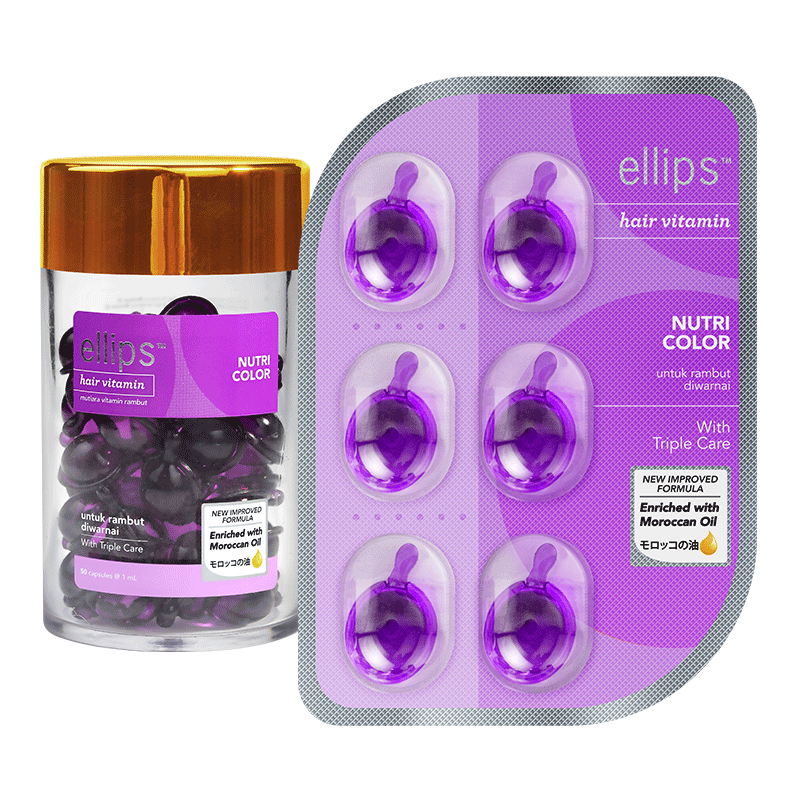 ellips™
hair vitamin
mutiara vitamin rambut
NUTRI
COLOR
untuk rambut
diwarnai
With Triple Care
50 capsules @ 1 mL
NEW IMPROVED
FORMULA
Enriched with
Moroccan Oil
モロッコの油
ellips™
hair vitamin
NUTRI
COLOR
untuk rambut
diwarnai
With
Triple Care
NEW IMPROVED
FORMULA
Enriched with
Moroccan Oil
モロッコの油